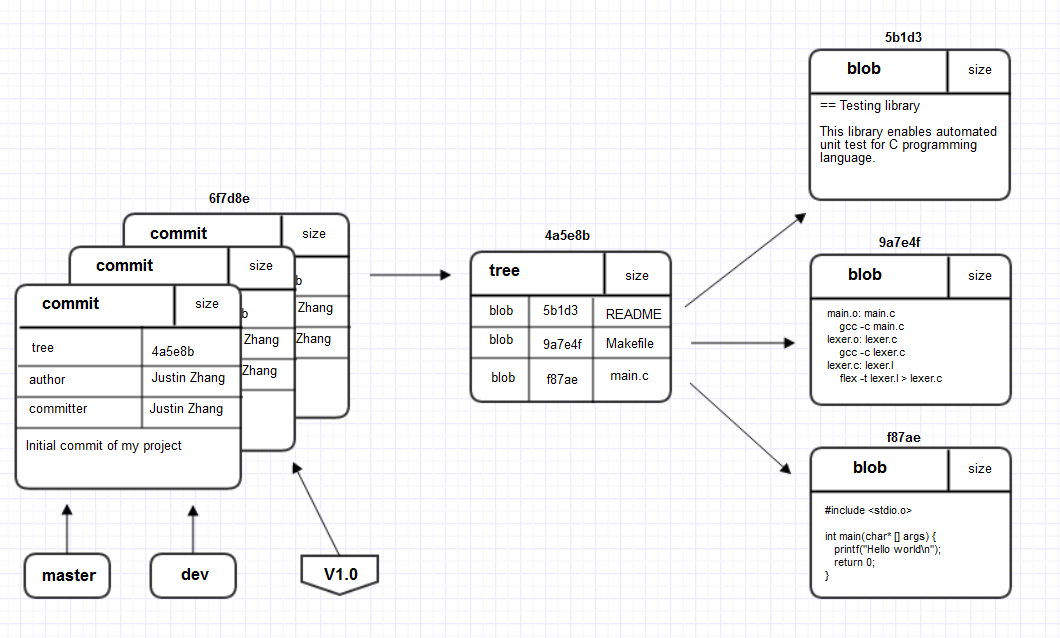 6f7d8e
commit size
b
Zhang
Zhang
commit size
b
Zhang
Zhang
commit size
tree 4a5e8b
author Justin Zhang
committer Justin Zhang
Initial commit of my project
master
dev
V1.0
4a5e8b
tree size
blob 5b1d3 README
blob 9a7e4f Makefile
blob f87ae main.c
5b1d3
blob size
== Testing library
This library enables automated
unit test for C programming
language.
9a7e4f
blob size
main.o: main.c
gcc -c main.c
lexer.o: lexer.c
gcc -c lexer.c
lexer.c: lexer.l
flex -t lexer.l > lexer.c
f87ae
blob size
#include <stdio.o>
int main(char* [] args) {
printf("Hello world\n");
return 0;
}